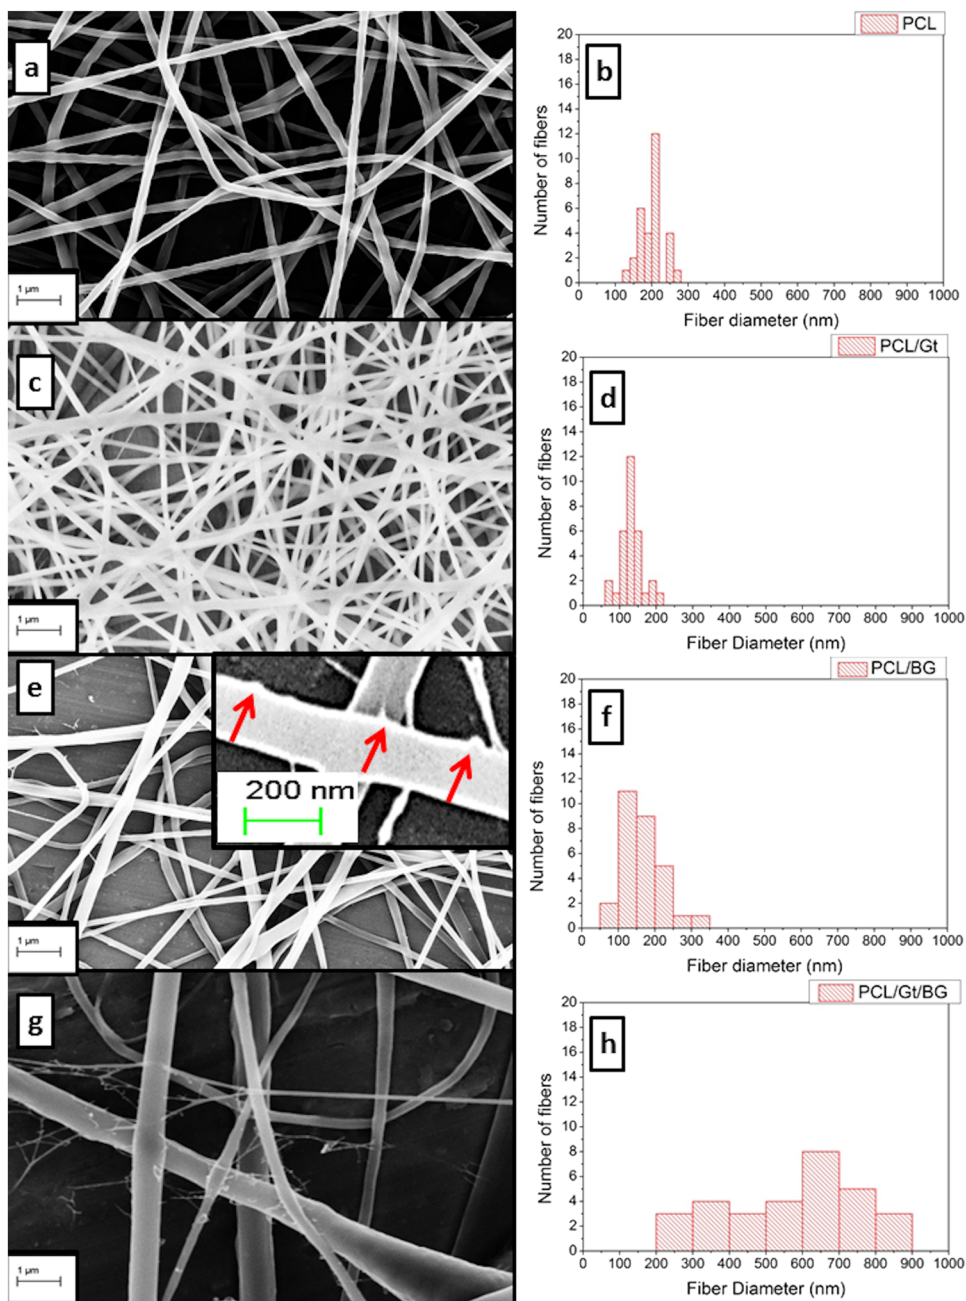 a
1 µm
b
PCL
Number of fibers
20
18
16
14
12
10
8
6
4
2
0
0 100 200 300 400 500 600 700 800 900 1000
Fiber diameter (nm)
c
1 µm
d
PCL/Gt
Number of fibers
20
18
16
14
12
10
8
6
4
2
0
0 100 200 300 400 500 600 700 800 900 1000
Fiber Diameter (nm)
e
200 nm
1 µm
f
PCL/BG
Number of fibers
20
18
16
14
12
10
8
6
4
2
0
0 100 200 300 400 500 600 700 800 900 1000
Fiber diameter (nm)
g
1 µm
h
PCL/Gt/BG
Number of fibers
20
18
16
14
12
10
8
6
4
2
0
0 100 200 300 400 500 600 700 800 900 1000
Fiber Diameter (nm)